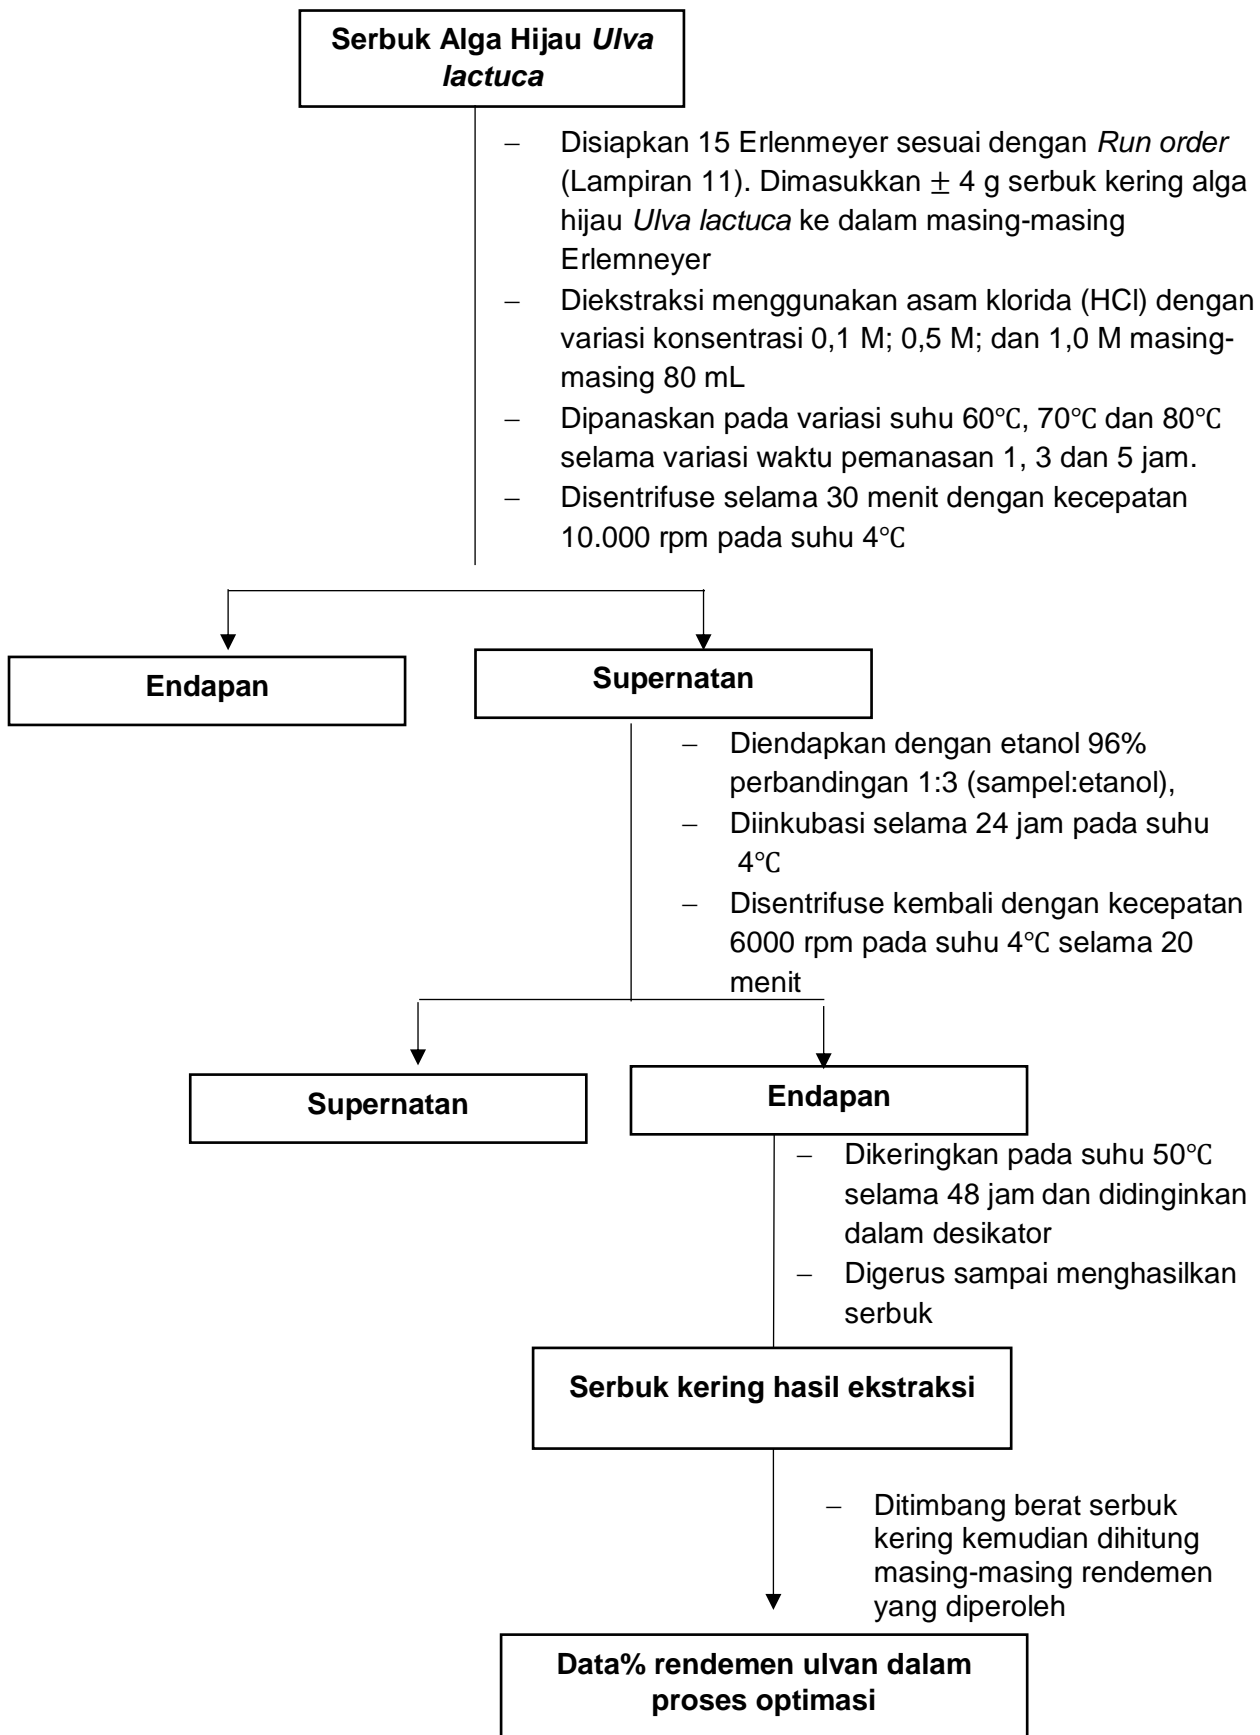 Serbuk Alga Hijau Ulva
lactuca
– Disiapkan 15 Erlenmeyer sesuai dengan Run order
(Lampiran 11). Dimasukkan ± 4 g serbuk kering alga
hijau Ulva lactuca ke dalam masing-masing
Erlemneyer
– Diekstraksi menggunakan asam klorida (HCl) dengan
variasi konsentrasi 0,1 M; 0,5 M; dan 1,0 M masing-
masing 80 mL
– Dipanaskan pada variasi suhu 60℃, 70℃ dan 80℃
selama variasi waktu pemanasan 1, 3 dan 5 jam.
– Disentrifuse selama 30 menit dengan kecepatan
10.000 rpm pada suhu 4℃
Endapan
Supernatan
– Diendapkan dengan etanol 96%
perbandingan 1:3 (sampel:etanol),
– Diinkubasi selama 24 jam pada suhu
4℃
– Disentrifuse kembali dengan kecepatan
6000 rpm pada suhu 4℃ selama 20
menit
Supernatan
Endapan
– Dikeringkan pada suhu 50℃
selama 48 jam dan didinginkan
dalam desikator
– Digerus sampai menghasilkan
serbuk
Serbuk kering hasil ekstraksi
– Ditimbang berat serbuk
kering kemudian dihitung
masing-masing rendemen
yang diperoleh
Data% rendemen ulvan dalam
proses optimasi